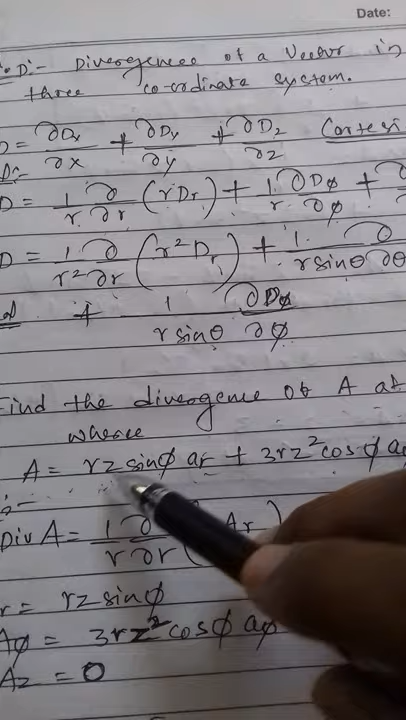 Date:
D:- Divergence of a Vector in
three co-ordinate system.
D = ∂Dx/∂x + ∂Dy/∂y + ∂Dz/∂z Cartesi
D = 1/r ∂/∂r (rDr) + 1/r ∂Dφ/∂φ + ∂
D = 1/r² ∂/∂r (r² Dr) + 1/(r sinθ) ∂/∂θ
+ 1/(r sinθ) ∂Dφ/∂φ
Find the divergence of A at
where
A = rz sinφ ar + 3rz² cosφ a
Div A = 1/r ∂/∂r ( Ar)
r = rz sinφ
Aφ = 3rz² cosφ aφ
Az = 0